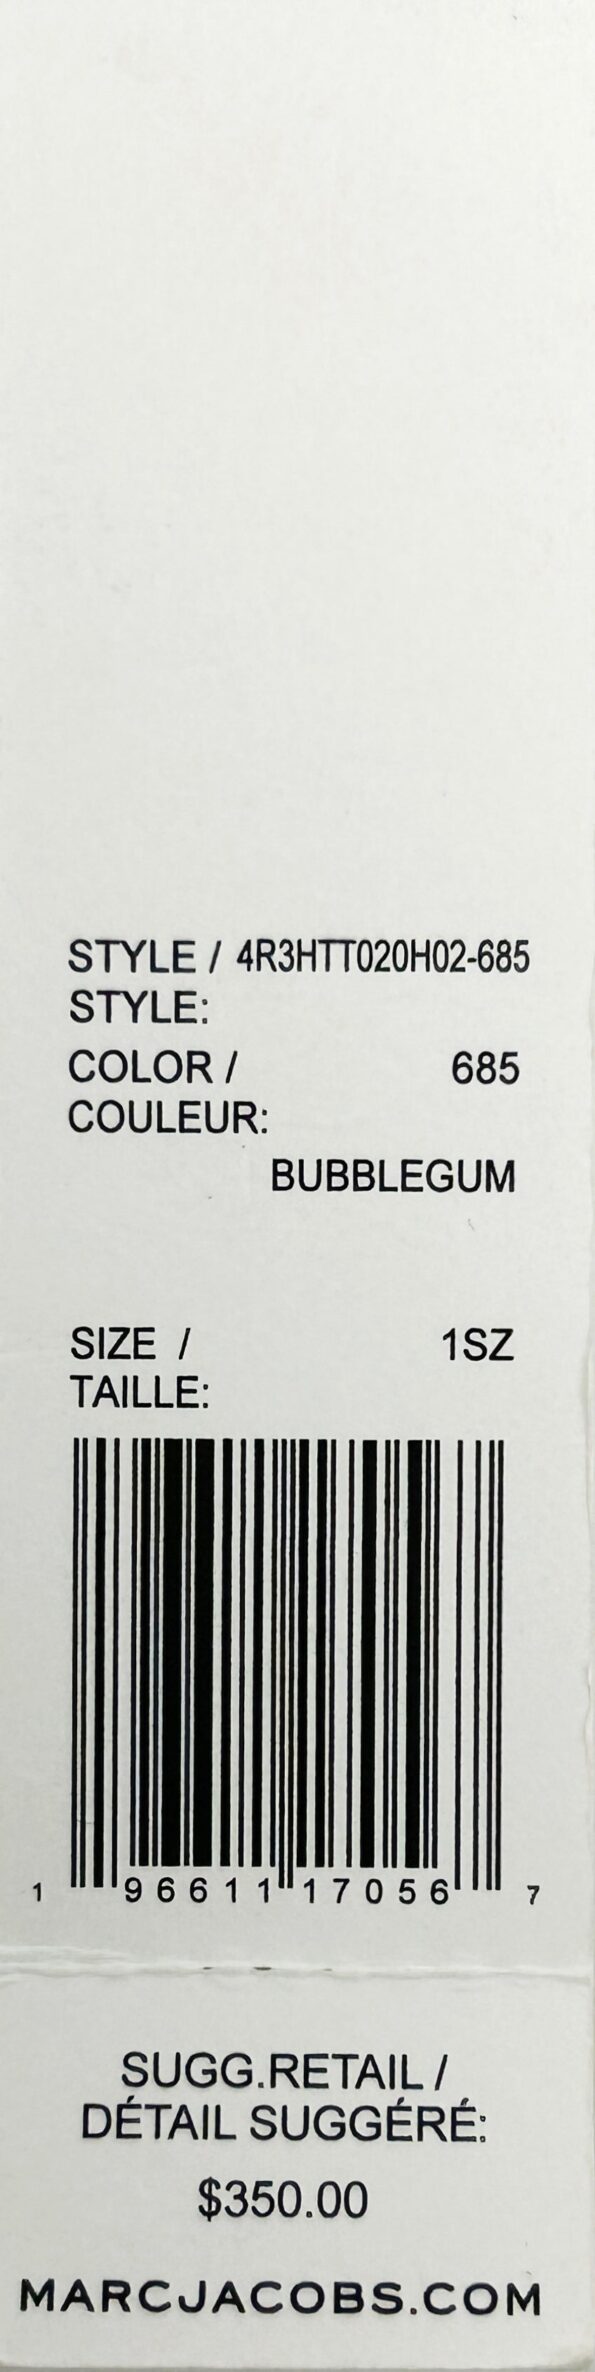 STYLE / 4R3HTT020H02-685
STYLE:
COLOR / 685
COULEUR:
BUBBLEGUM
SIZE / 1SZ
TAILLE:
1 96611 17056 7
SUGG.RETAIL /
DÉTAIL SUGGÉRÉ:
$350.00
MARCJACOBS.COM